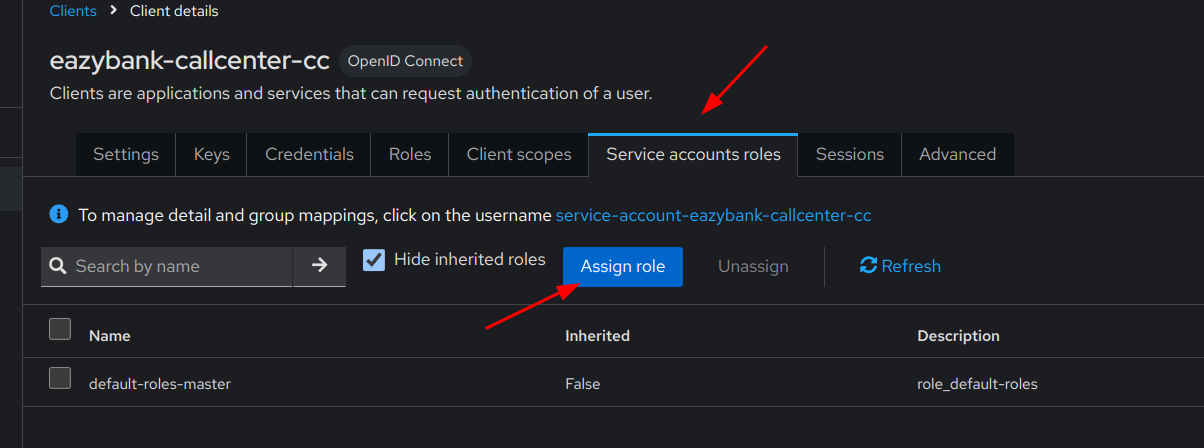 Clients > Client details
eazybank-callcenter-cc OpenID Connect
Clients are applications and services that can request authentication of a user.
Settings Keys Credentials Roles Client scopes Service accounts roles Sessions Advanced
To manage detail and group mappings, click on the username service-account-eazybank-callcenter-cc
Search by name Hide inherited roles Assign role Unassign Refresh
Name Inherited Description
default-roles-master False role_default-roles